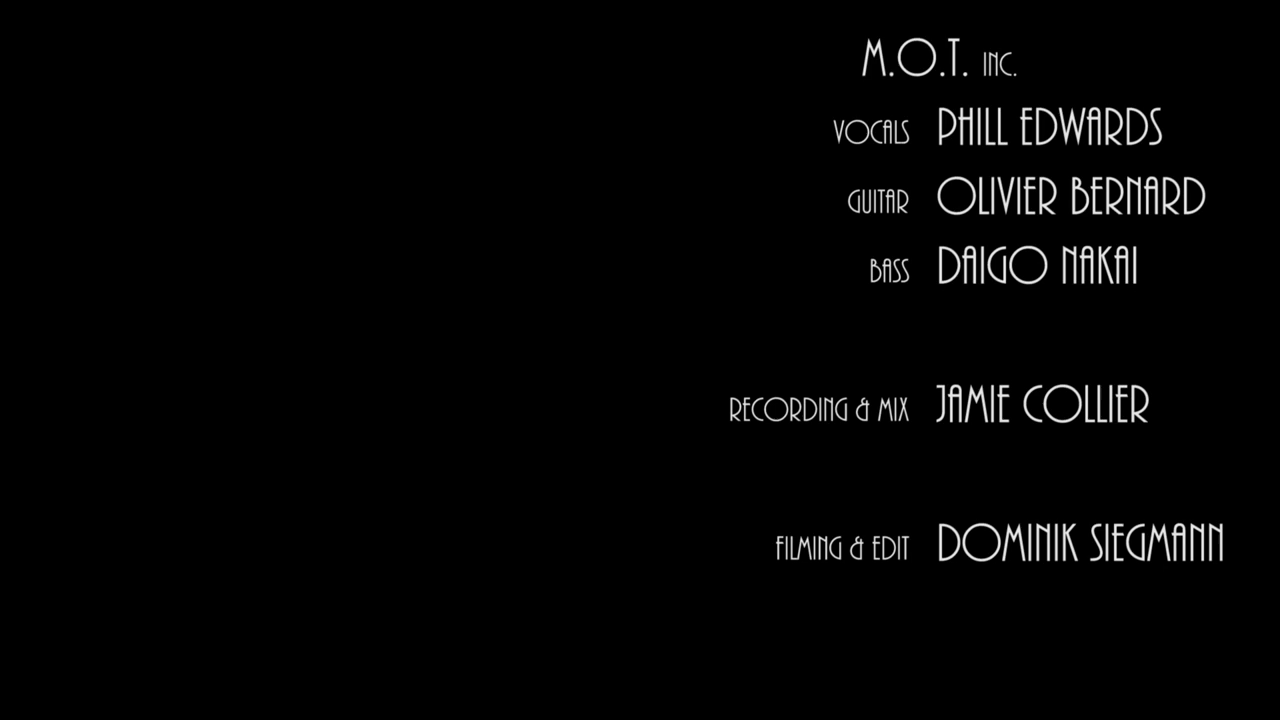 M.O.T. INC.
VOCALS PHILL EDWARDS
GUITAR OLIVIER BERNARD
BASS DAIGO NAKAI
RECORDING & MIX JAMIE COLLIER
FILMING & EDIT DOMINIK SIEGMANN